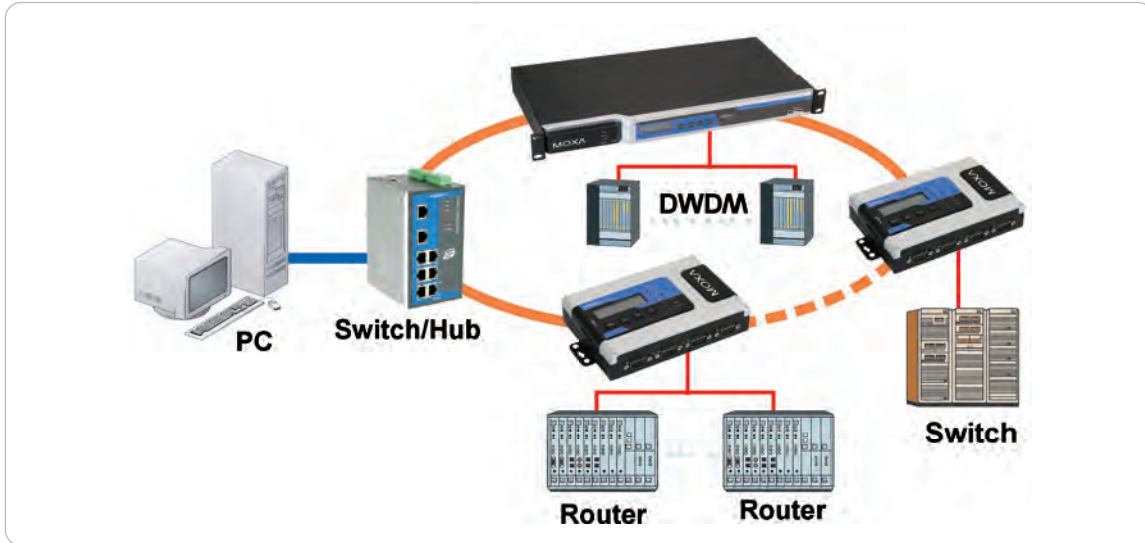 MOXA
DWDM
MOXA
PC
Switch/Hub
MOXA
Switch
Router
Router